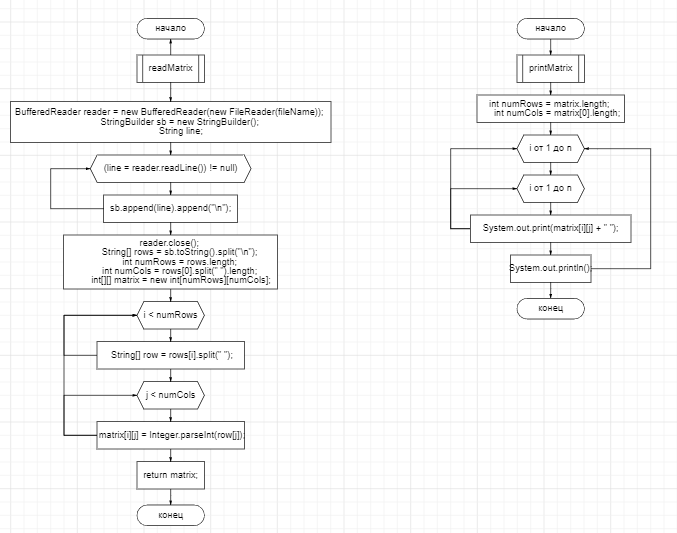 начало
readMatrix
BufferedReader reader = new BufferedReader(new FileReader(fileName));
StringBuilder sb = new StringBuilder();
String line;
(line = reader.readLine()) != null)
sb.append(line).append("\n");
reader.close();
String[] rows = sb.toString().split("\n");
int numRows = rows.length;
int numCols = rows[0].split(" ").length;
int[][] matrix = new int[numRows][numCols];
i < numRows
String[] row = rows[i].split(" ");
j < numCols
matrix[i][j] = Integer.parseInt(row[j]);
return matrix;
конец
начало
printMatrix
int numRows = matrix.length;
int numCols = matrix[0].length;
i от 1 до n
i от 1 до n
System.out.print(matrix[i][j] + " ");
System.out.println();
конец